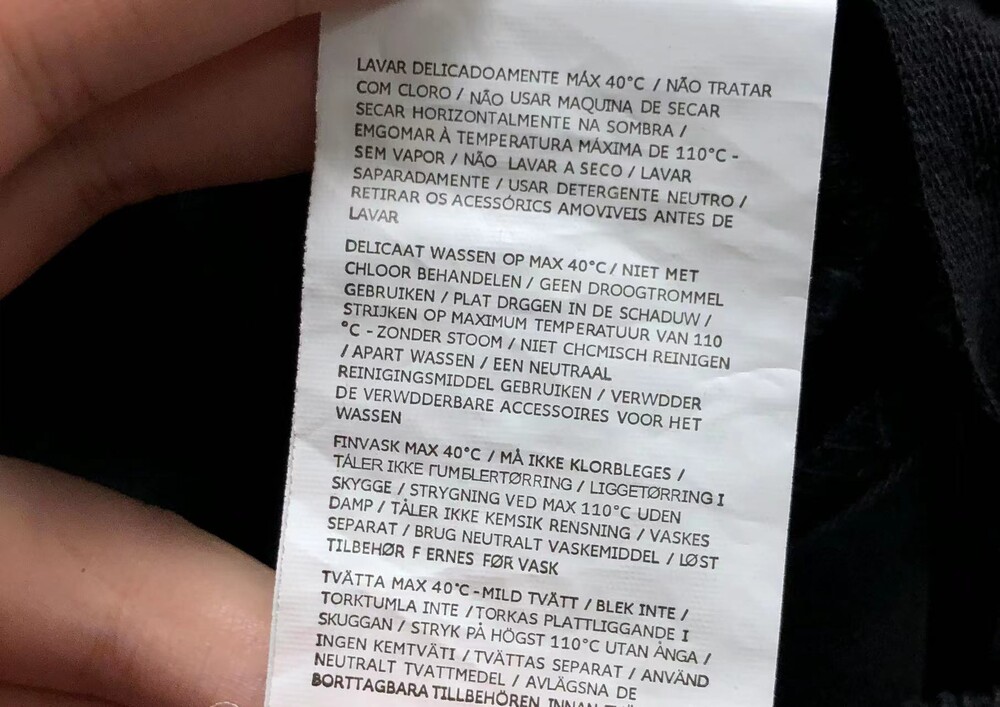 LAVAR DELICADOAMENTE MÁX 40°C / NÃO TRATAR
COM CLORO / NÃO USAR MAQUINA DE SECAR
SECAR HORIZONTALMENTE NA SOMBRA /
EMGOMAR À TEMPERATURA MÁXIMA DE 110°C -
SEM VAPOR / NÃO LAVAR A SECO / LAVAR
SAPARADAMENTE / USAR DETERGENTE NEUTRO /
RETIRAR OS ACESSÓRICS AMOVIVEIS ANTES DE
LAVAR
DELICAAT WASSEN OP MAX 40°C / NIET MET
CHLOOR BEHANDELEN / GEEN DROOGTROMMEL
GEBRUIKEN / PLAT DRGGEN IN DE SCHADUW /
STRIJKEN OP MAXIMUM TEMPERATUUR VAN 110
°C - ZONDER STOOM / NIET CHCMISCH REINIGEN
/ APART WASSEN / EEN NEUTRAAL
REINIGINGSMIDDEL GEBRUIKEN / VERWDDER
DE VERWDDERBARE ACCESSOIRES VOOR HET
WASSEN
FINVASK MAX 40°C / MÅ IKKE KLORBLEGES /
TÅLER IKKE TUMBLERTØRRING / LIGGETØRRING I
SKYGGE / STRYGNING VED MAX 110°C UDEN
DAMP / TÅLER IKKE KEMSIK RENSNING / VASKES
SEPARAT / BRUG NEUTRALT VASKEMIDDEL / LØST
TILBEHØR F ERNES FØR VASK
TVÄTTA MAX 40°C - MILD TVÄTT / BLEK INTE /
TORKTUMLA INTE / TORKAS PLATTLIGGANDE I
SKUGGAN / STRYK PÅ HÖGST 110°C UTAN ÅNGA /
INGEN KEMTVÄTI / TVÄTTAS SEPARAT / ANVÄND
NEUTRALT TVATTMEDEL / AVLÄGSNA DE
BORTTAGBARA TILLBEHÖREN INNAN